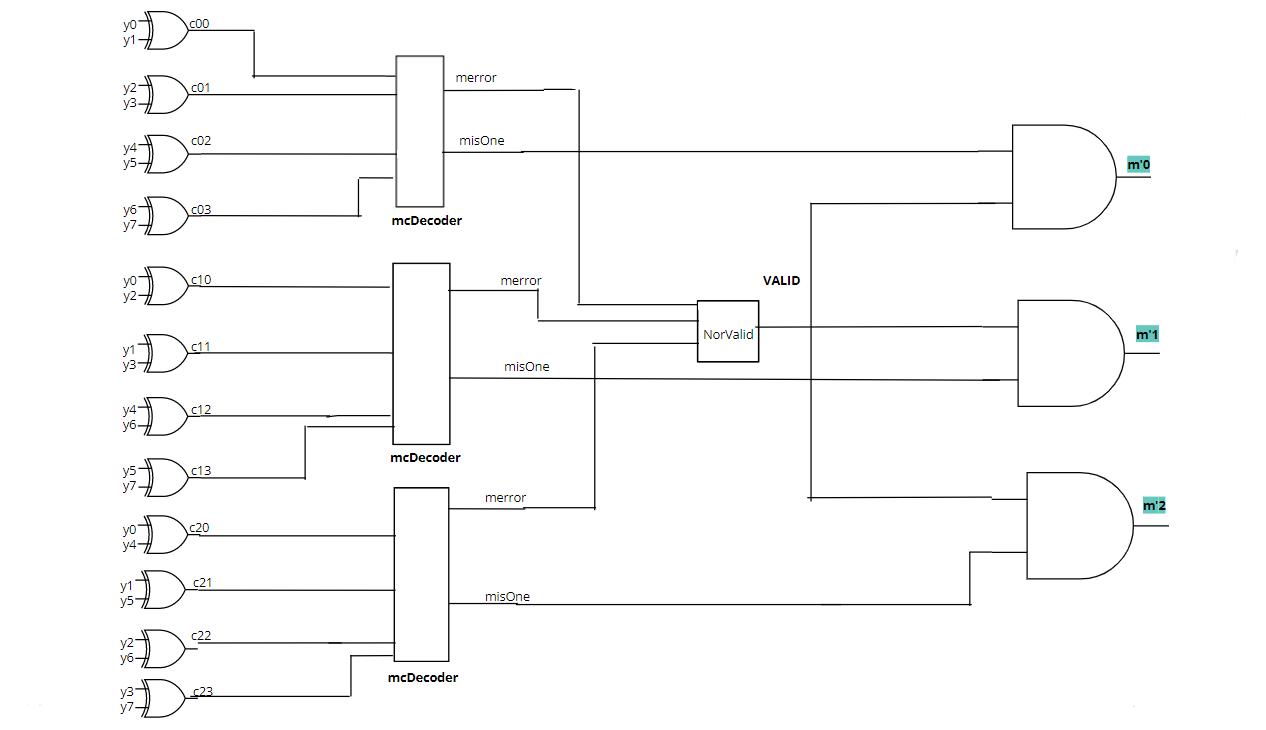 y0
y1
c00
y2
y3
c01
y4
y5
c02
y6
y7
c03
merror
misOne
mcDecoder
m'0
y0
y2
c10
y1
y3
c11
y4
y6
c12
y5
y7
c13
merror
misOne
mcDecoder
VALID
NorValid
m'1
y0
y4
c20
y1
y5
c21
y2
y6
c22
y3
y7
c23
merror
misOne
mcDecoder
m'2